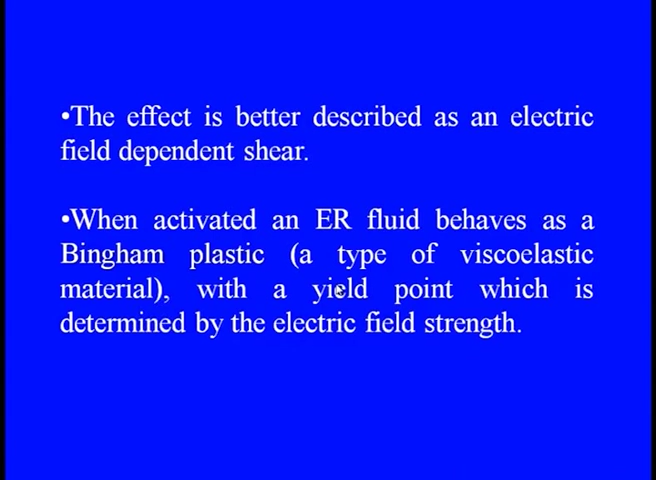 •The effect is better described as an electric
field dependent shear.
•When activated an ER fluid behaves as a
Bingham plastic (a type of viscoelastic
material), with a yield point which is
determined by the electric field strength.